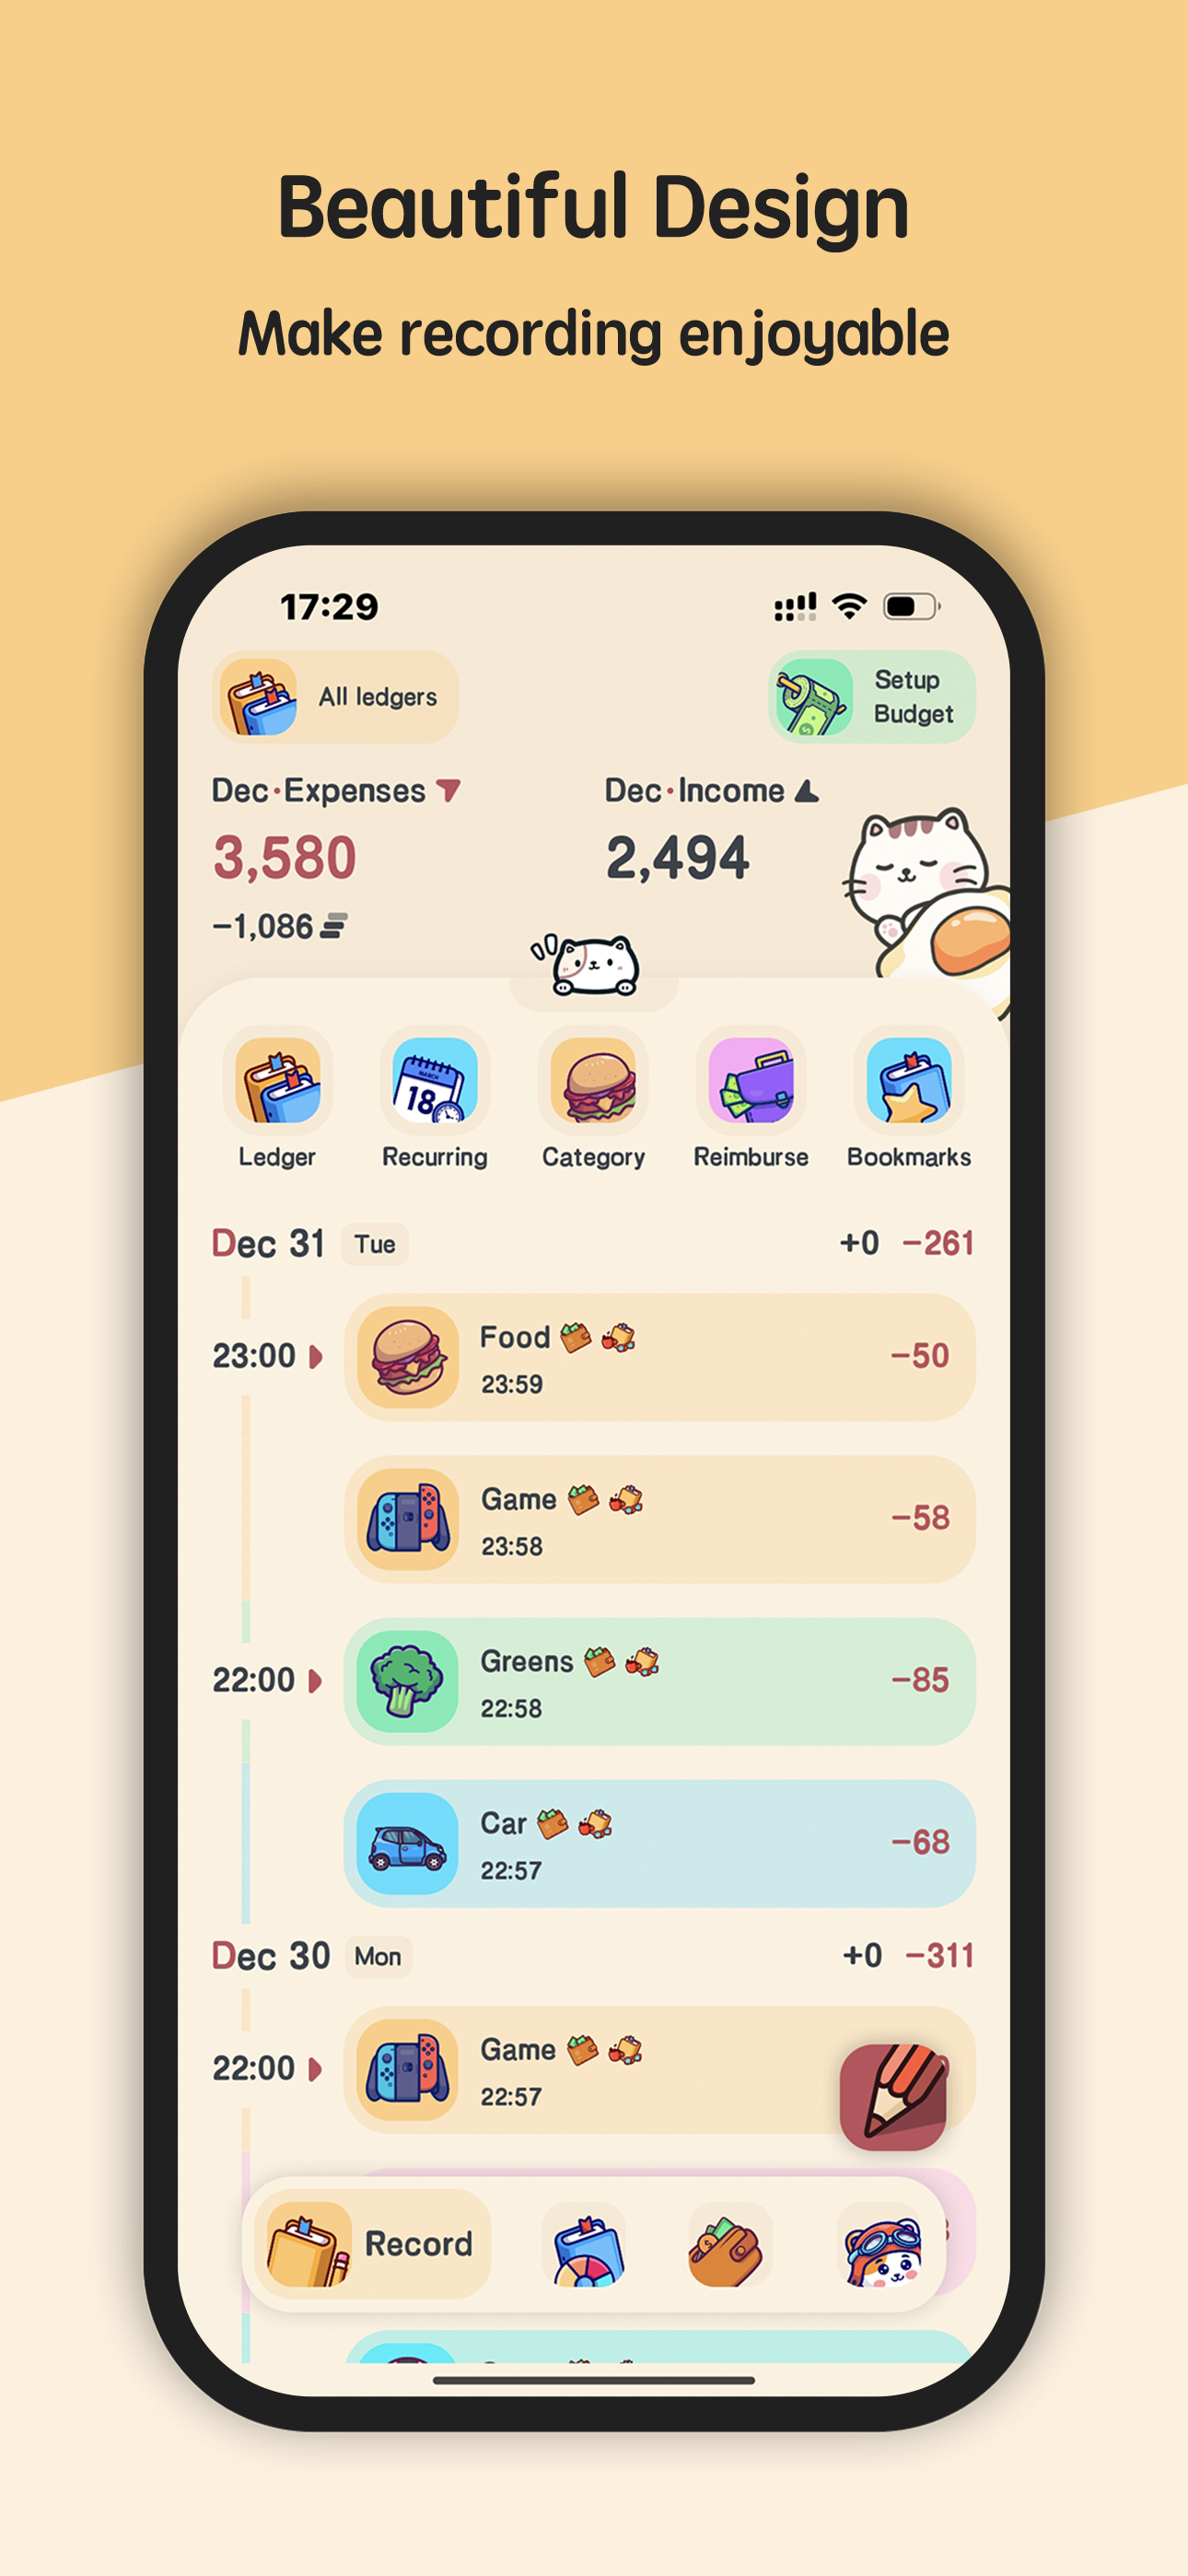 Beautiful Design
Make recording enjoyable
17:29
All ledgers
Setup
Budget
Dec·Expenses
Dec·Income
3,580
2,494
−1,086
MARCH
18
Ledger
Recurring
Category
Reimburse
Bookmarks
Dec 31 Tue +0 −261
23:00
Food
23:59
−50
Game
23:58
−58
22:00
Greens
22:58
−85
Car
22:57
−68
Dec 30 Mon +0 −311
22:00
Game
22:57
Record